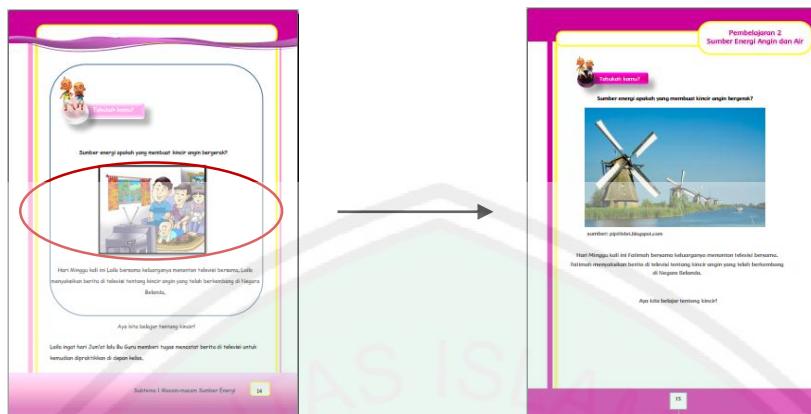 Tahukah kamu?
Sumber energi apakah yang membuat kincir angin bergerak?
Hari Minggu kali ini Laila bersama keluarganya menonton televisi bersama, Laila
menyaksikan berita di televisi tentang kincir angin yang telah berkembang di Negara
Belanda.
Ayo kita belajar tentang kincir!
Laila ingat hari Jum'at lalu Bu Guru memberi tugas mencatat berita di televisi untuk
kemudian dipraktikkan di depan kelas.
Subtema 1 Macam-macam Sumber Energi
14
Pembelajaran 2
Sumber Energi Angin dan Air
Tahukah kamu?
Sumber energi apakah yang membuat kincir angin bergerak?
Hari Minggu kali ini Fatimah bersama keluarganya menonton televisi bersama.
Fatimah menyaksikan berita di televisi tentang kincir angin yang telah berkembang
di Negara Belanda.
Ayo kita belajar tentang kincir!
15
AS ISLA